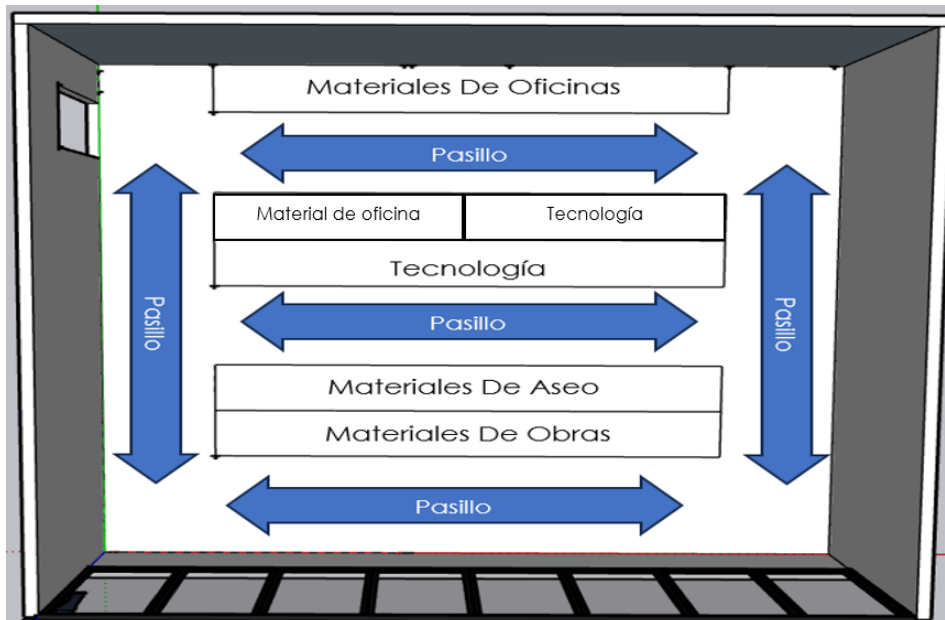 Materiales De Oficinas
Pasillo
Material de oficina
Tecnología
Tecnología
Pasillo
Pasillo
Pasillo
Materiales De Aseo
Materiales De Obras
Pasillo